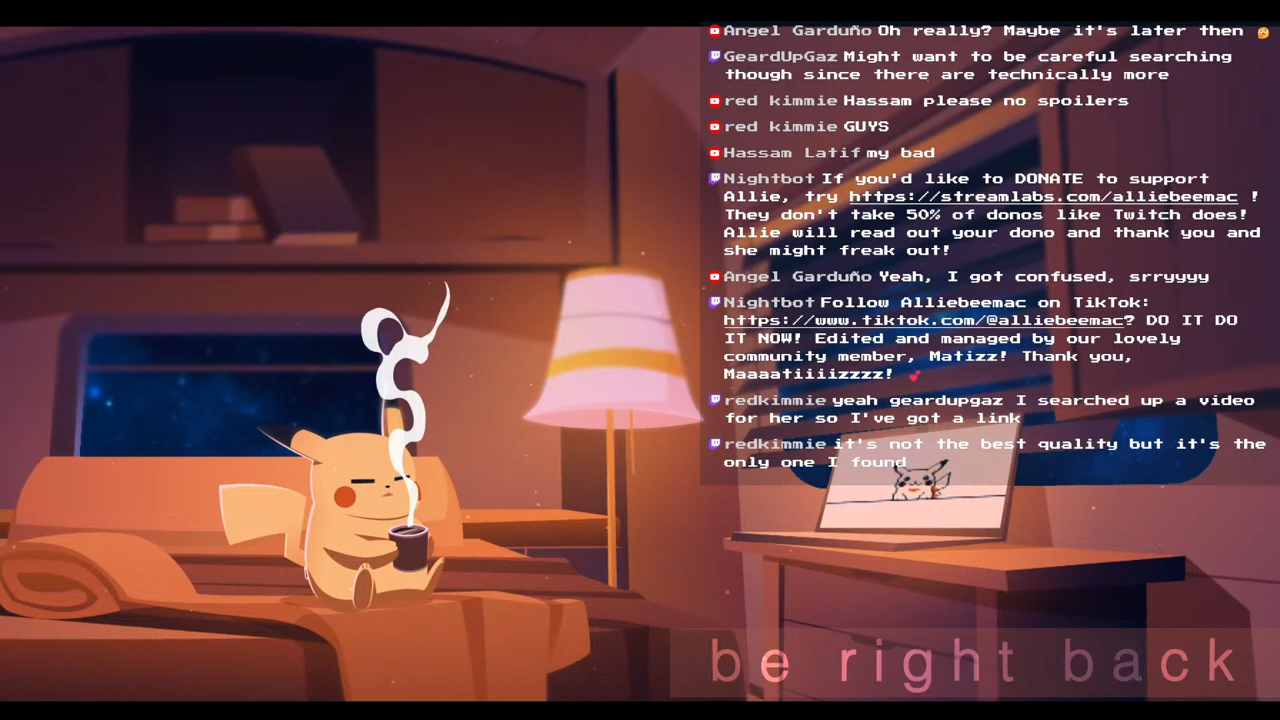 Angel Garduño Oh really? Maybe it's later then
GeardUpGaz Might want to be careful searching
though since there are technically more
red kimmie Hassam please no spoilers
red kimmie GUYS
Hassam Latif my bad
Nightbot If you'd like to DONATE to support
Allie, try https://streamlabs.com/alliebeemac !
They don't take 50% of donos like Twitch does!
Allie will read out your dono and thank you and
she might freak out!
Angel Garduño Yeah, I got confused, srryyyy
Nightbot Follow Alliebeemac on TikTok:
https://www.tiktok.com/@alliebeemac? DO IT DO
IT NOW! Edited and managed by our lovely
community member, Matizz! Thank you,
Maaaatiiiizzzz!
redkimmie yeah geardupgaz I searched up a video
for her so I've got a link
redkimmie it's not the best quality but it's the
only one I found
be right back